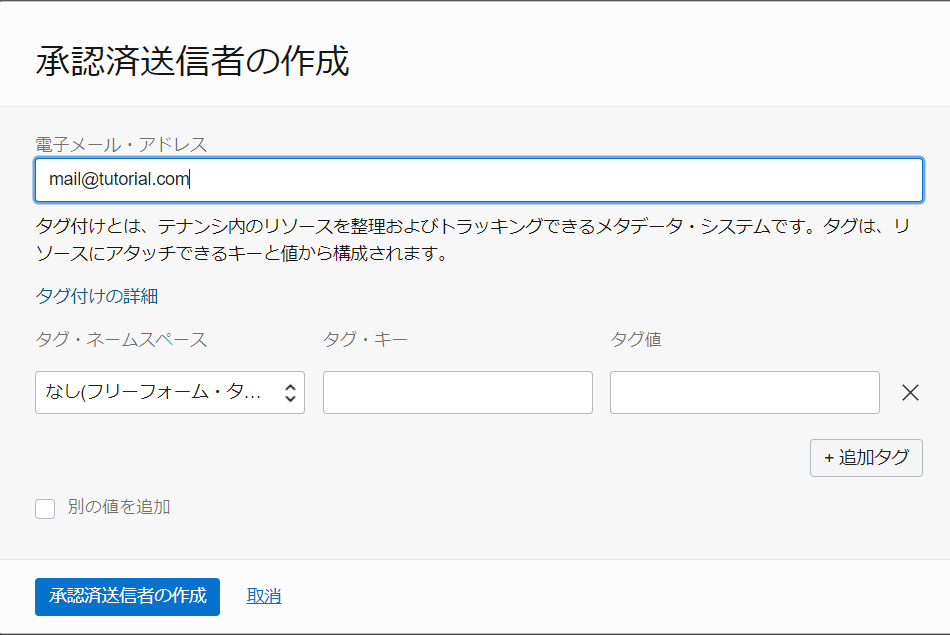 承認済送信者の作成
電子メール・アドレス
mail@tutorial.com
タグ付けとは、テナンシ内のリソースを整理およびトラッキングできるメタデータ・システムです。タグは、リ
ソースにアタッチできるキーと値から構成されます。
タグ付けの詳細
タグ・ネームスペース タグ・キー タグ値
なし(フリーフォーム・タ...
+ 追加タグ
別の値を追加
承認済送信者の作成 取消